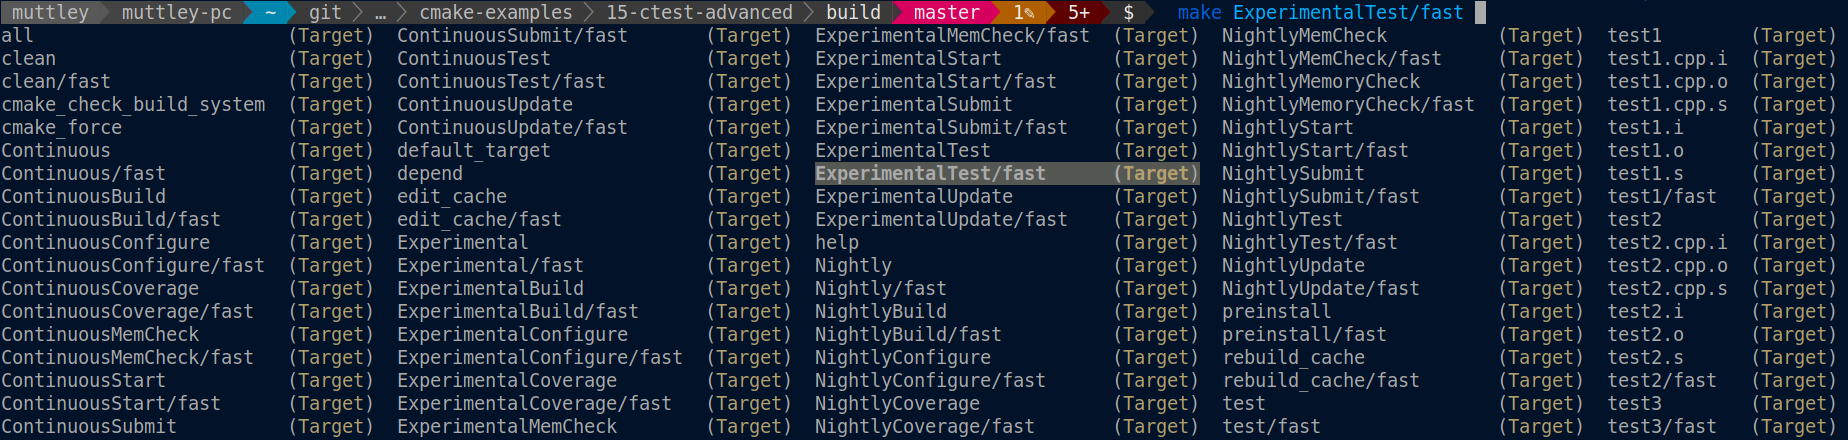 muttley muttley-pc ~ git … cmake-examples 15-ctest-advanced build master 1✎ 5+ $ make ExperimentalTest/fast
all (Target) ContinuousSubmit/fast (Target) ExperimentalMemCheck/fast (Target) NightlyMemCheck (Target) test1 (Target)
clean (Target) ContinuousTest (Target) ExperimentalStart (Target) NightlyMemCheck/fast (Target) test1.cpp.i (Target)
clean/fast (Target) ContinuousTest/fast (Target) ExperimentalStart/fast (Target) NightlyMemoryCheck (Target) test1.cpp.o (Target)
cmake_check_build_system (Target) ContinuousUpdate (Target) ExperimentalSubmit (Target) NightlyMemoryCheck/fast (Target) test1.cpp.s (Target)
cmake_force (Target) ContinuousUpdate/fast (Target) ExperimentalSubmit/fast (Target) NightlyStart (Target) test1.i (Target)
Continuous (Target) default_target (Target) ExperimentalTest (Target) NightlyStart/fast (Target) test1.o (Target)
Continuous/fast (Target) depend (Target) ExperimentalTest/fast (Target) NightlySubmit (Target) test1.s (Target)
ContinuousBuild (Target) edit_cache (Target) ExperimentalUpdate (Target) NightlySubmit/fast (Target) test1/fast (Target)
ContinuousBuild/fast (Target) edit_cache/fast (Target) ExperimentalUpdate/fast (Target) NightlyTest (Target) test2 (Target)
ContinuousConfigure (Target) Experimental (Target) help (Target) NightlyTest/fast (Target) test2.cpp.i (Target)
ContinuousConfigure/fast (Target) Experimental/fast (Target) Nightly (Target) NightlyUpdate (Target) test2.cpp.o (Target)
ContinuousCoverage (Target) ExperimentalBuild (Target) Nightly/fast (Target) NightlyUpdate/fast (Target) test2.cpp.s (Target)
ContinuousCoverage/fast (Target) ExperimentalBuild/fast (Target) NightlyBuild (Target) preinstall (Target) test2.i (Target)
ContinuousMemCheck (Target) ExperimentalConfigure (Target) NightlyBuild/fast (Target) preinstall/fast (Target) test2.o (Target)
ContinuousMemCheck/fast (Target) ExperimentalConfigure/fast (Target) NightlyConfigure (Target) rebuild_cache (Target) test2.s (Target)
ContinuousStart (Target) ExperimentalCoverage (Target) NightlyConfigure/fast (Target) rebuild_cache/fast (Target) test2/fast (Target)
ContinuousStart/fast (Target) ExperimentalCoverage/fast (Target) NightlyCoverage (Target) test (Target) test3 (Target)
ContinuousSubmit (Target) ExperimentalMemCheck (Target) NightlyCoverage/fast (Target) test/fast (Target) test3/fast (Target)